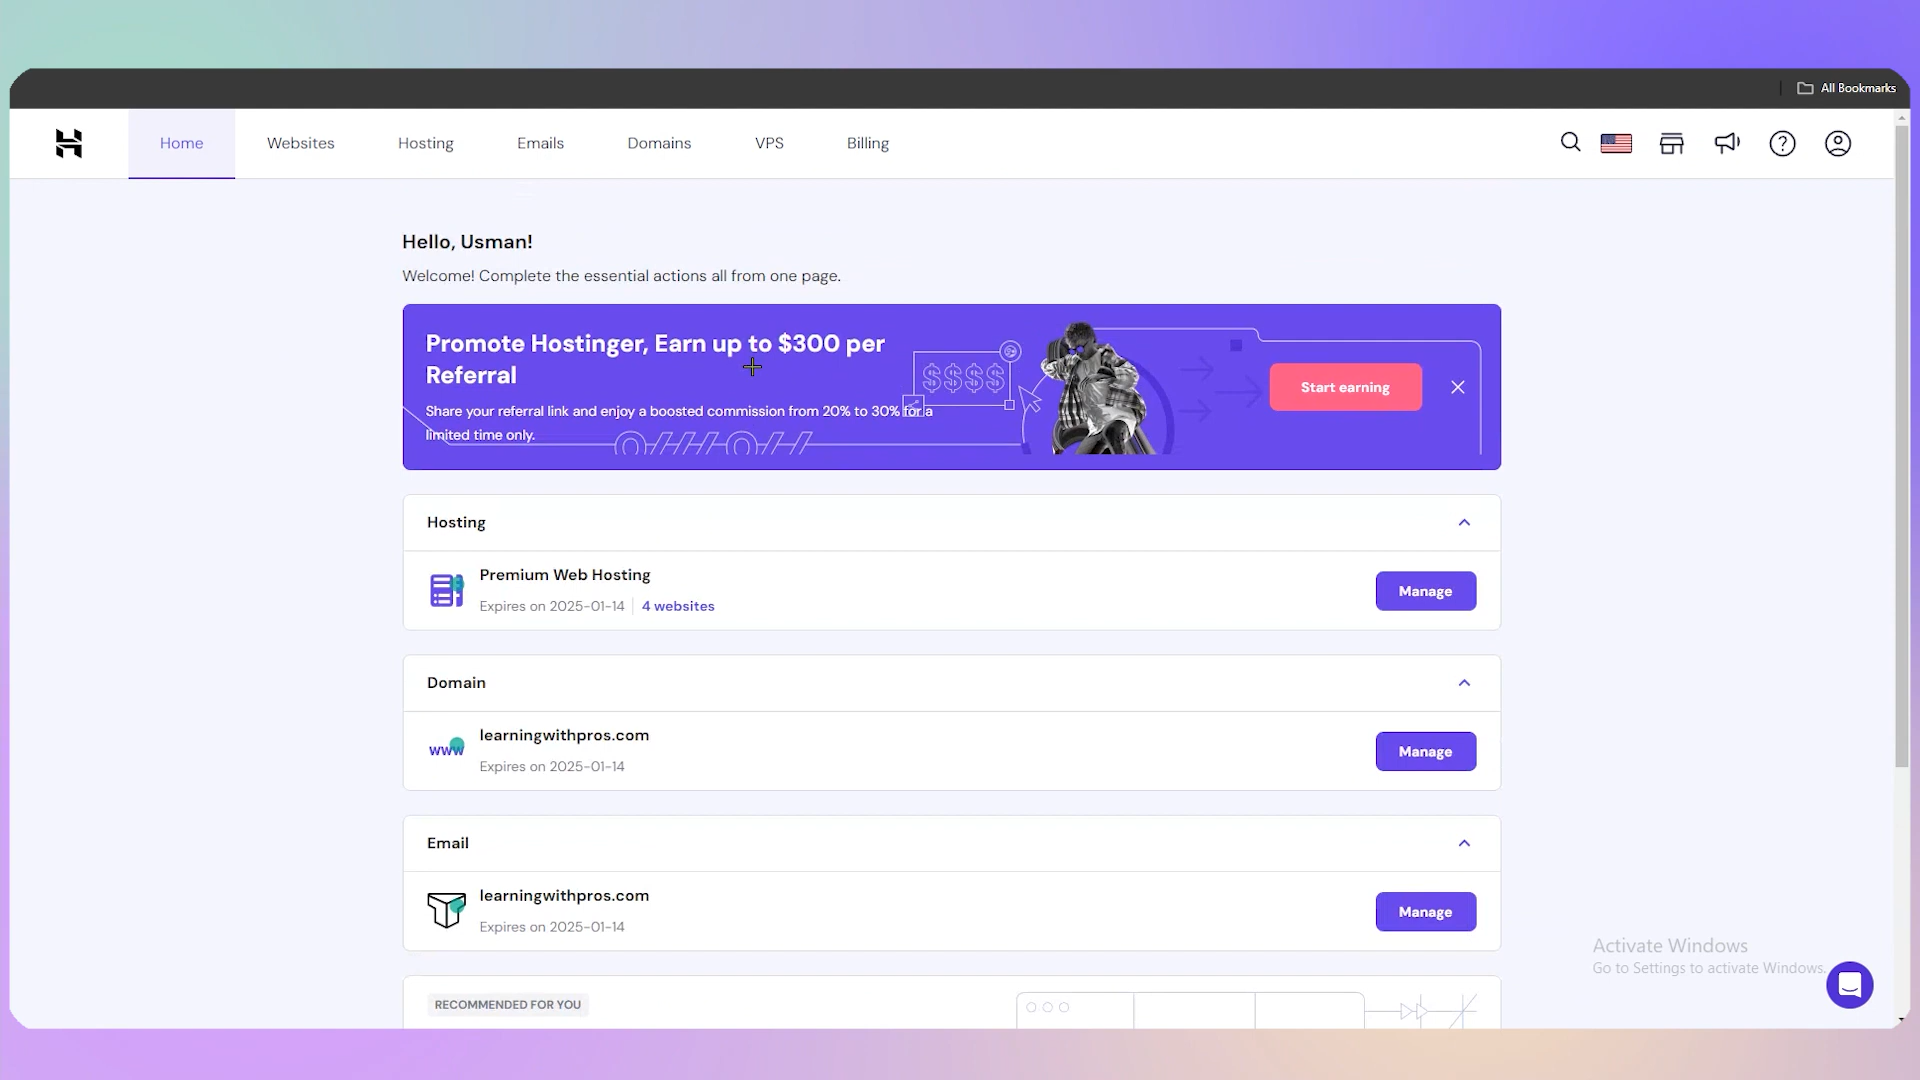 All Bookmarks
Home Websites Hosting Emails Domains VPS Billing
Hello, Usman!
Welcome! Complete the essential actions all from one page.
Promote Hostinger, Earn up to $300 per
Referral
Share your referral link and enjoy a boosted commission from 20% to 30% for a
limited time only.
$$$$
Start earning
Hosting
Premium Web Hosting
Expires on 2025-01-14 4 websites
Manage
Domain
www
learningwithpros.com
Expires on 2025-01-14
Manage
Email
learningwithpros.com
Expires on 2025-01-14
Manage
RECOMMENDED FOR YOU
Activate Windows
Go to Settings to activate Windows.